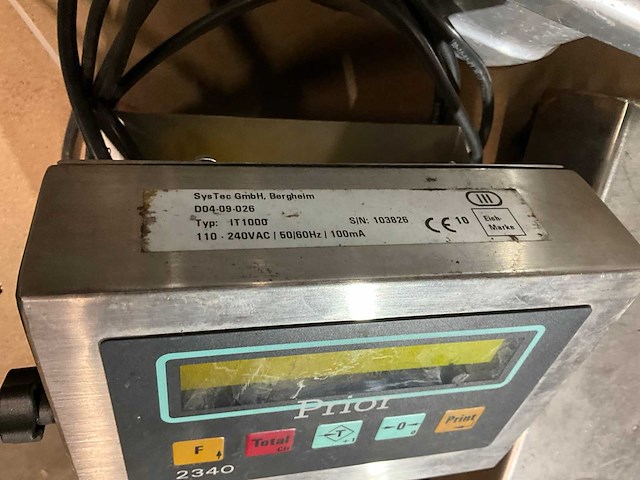 SysTec GmbH, Bergheim
D04-09-026
Typ: IT1000 S/N: 103826
110 - 240VAC / 50/60Hz / 100mA
III
CE 10
Eich-
Marke
Prior
F
Total
T
0
Print
2340